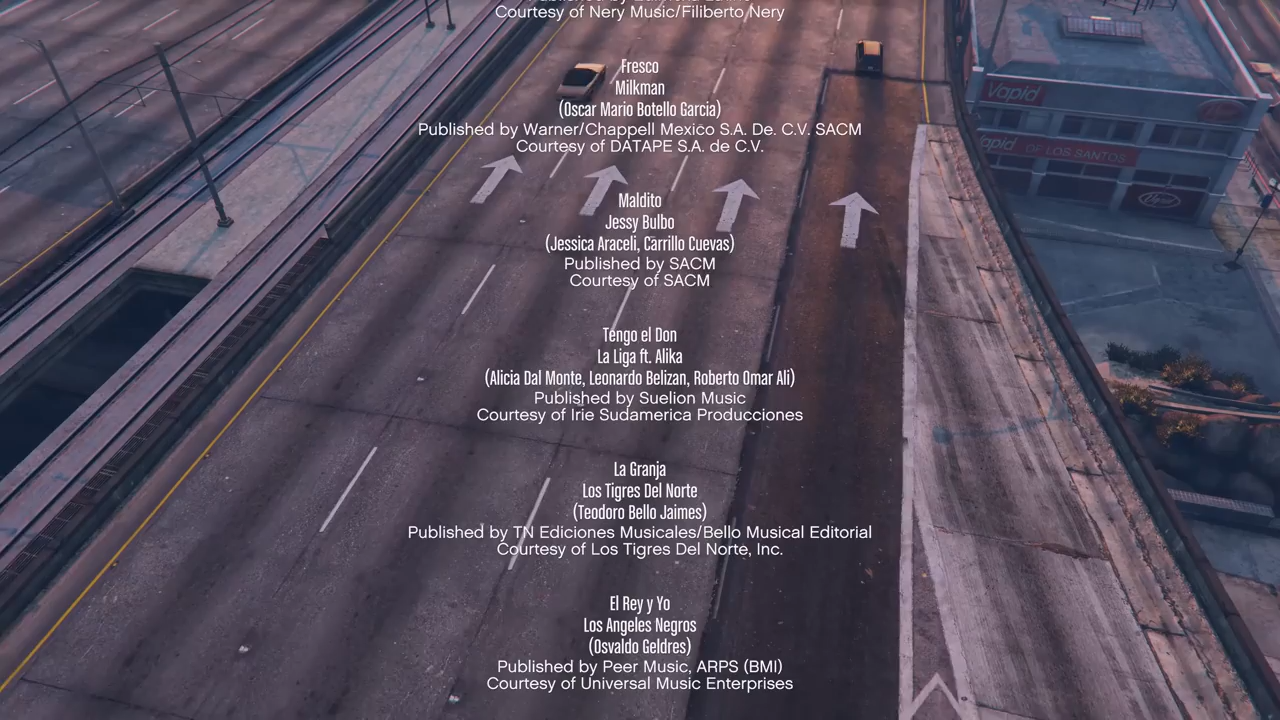 Courtesy of Nery Music/Filiberto Nery
Fresco
Milkman
(Oscar Mario Botello Garcia)
Published by Warner/Chappell Mexico S.A. De. C.V. SACM
Courtesy of DATAPE S.A. de C.V.
Maldito
Jessy Bulbo
(Jessica Araceli, Carrillo Cuevas)
Published by SACM
Courtesy of SACM
Tengo el Don
La Liga ft. Alika
(Alicia Dal Monte, Leonardo Belizan, Roberto Omar Ali)
Published by Suelion Music
Courtesy of Irie Sudamerica Producciones
La Granja
Los Tigres Del Norte
(Teodoro Bello Jaimes)
Published by TN Ediciones Musicales/Bello Musical Editorial
Courtesy of Los Tigres Del Norte, Inc.
El Rey y Yo
Los Angeles Negros
(Osvaldo Geldres)
Published by Peer Music, ARPS (BMI)
Courtesy of Universal Music Enterprises
Vapid
Vapid OF LOS SANTOS
Vapid